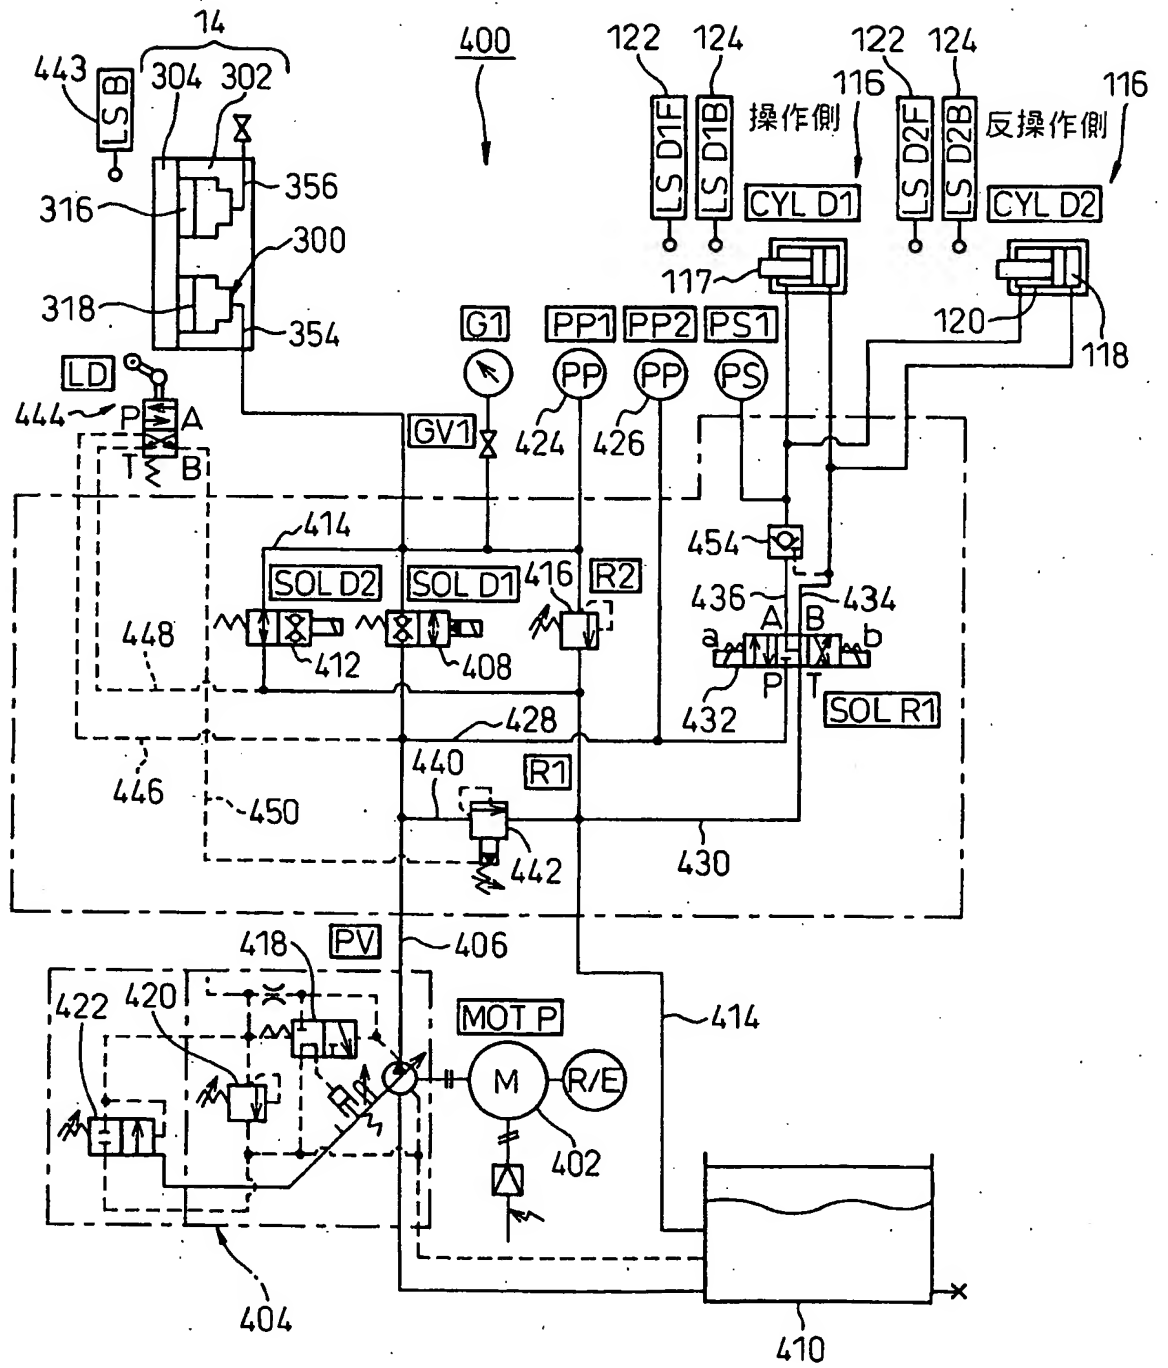 14
400
122
124
122
124
443
304
302
116
116
LS B
LS D1F
LS D1B
操作側
LS D2F
LS D2B
反操作側
356
CYL D1
CYL D2
316
300
117
318
354
G1
PP1
PP2
PS1
120
118
LD
PP
PP
PS
444
P
A
GV1
424
426
T
B
414
454
SOL D2
SOL D1
416
R2
436
A
B
434
a
b
448
412
408
P
T
432
SOL R1
428
446
440
R1
450
442
430
PV
418
406
422
420
MOT P
414
M
R/E
402
404
410